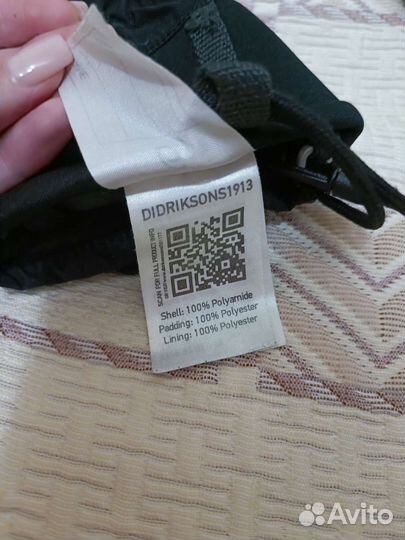 DIDRIKSONS1913
SCAN FOR FULL PRODUCT INFO
Shell: 100% Polyamide
Padding: 100% Polyester
Lining: 100% Polyester
Avito